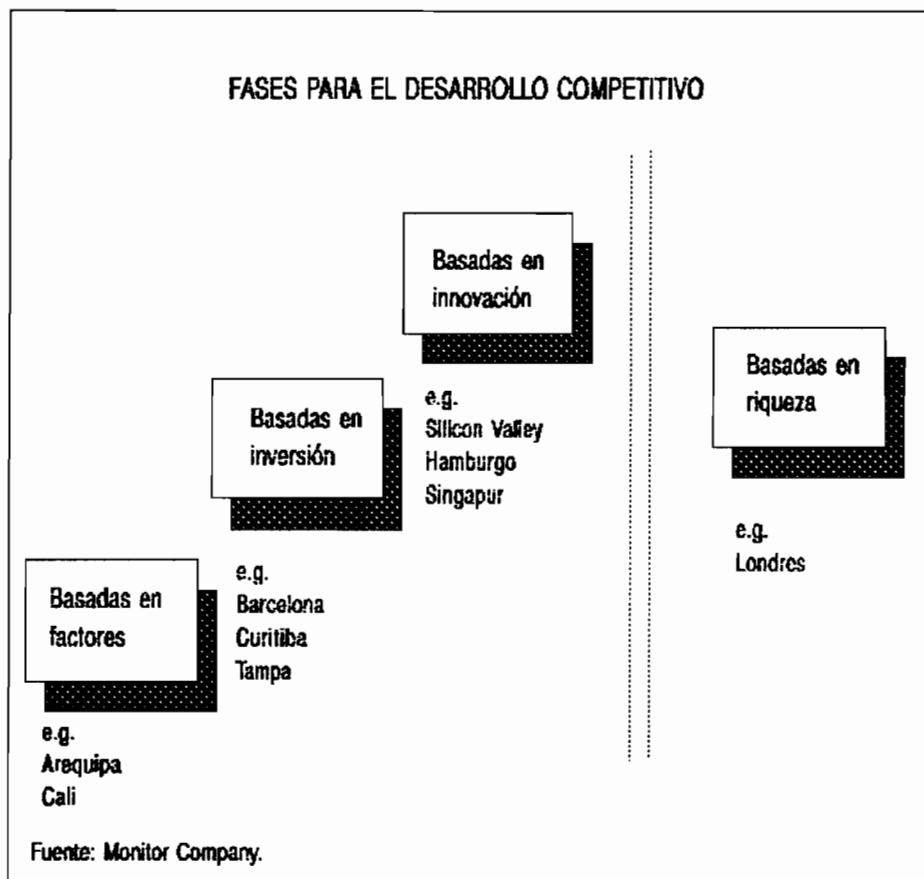 FASES PARA EL DESARROLLO COMPETITIVO
Basadas en
innovación
e.g.
Silicon Valley
Hamburgo
Singapur
Basadas en
riqueza
e.g.
Londres
Basadas en
inversión
e.g.
Barcelona
Curitiba
Tampa
Basadas en
factores
e.g.
Arequipa
Cali
Fuente: Monitor Company.